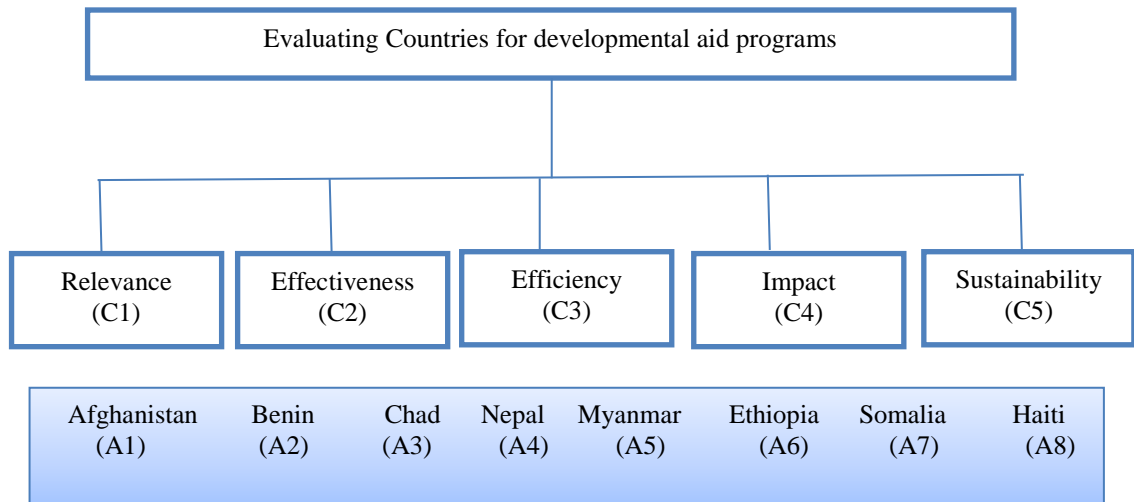 Evaluating Countries for developmental aid programs
Relevance
(C1)
Effectiveness
(C2)
Efficiency
(C3)
Impact
(C4)
Sustainability
(C5)
Afghanistan Benin Chad Nepal Myanmar Ethiopia Somalia Haiti
(A1) (A2) (A3) (A4) (A5) (A6) (A7) (A8)